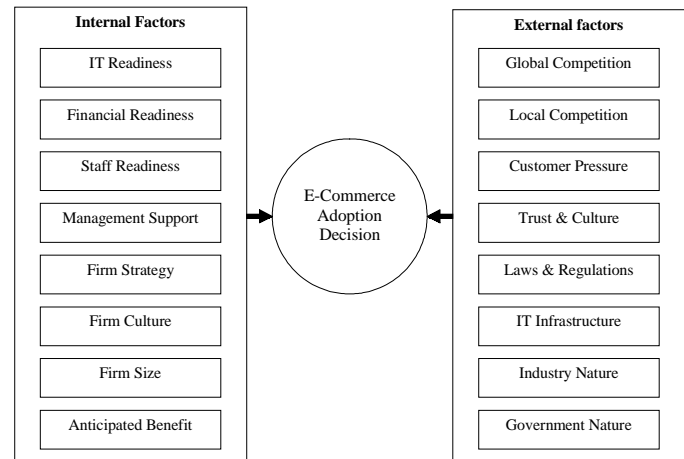 Internal Factors
IT Readiness
Financial Readiness
Staff Readiness
Management Support
Firm Strategy
Firm Culture
Firm Size
Anticipated Benefit
E-Commerce
Adoption
Decision
External factors
Global Competition
Local Competition
Customer Pressure
Trust & Culture
Laws & Regulations
IT Infrastructure
Industry Nature
Government Nature